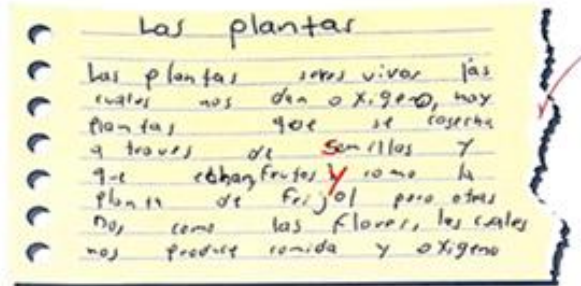 Las plantas
Las plantas seres vivos las
cuales nos dan oxigeno, hay
plantas que se cosecha
a traves de semillas y
que echan frutos y como la
planta de frijol pero otras
no, como las flores, las cuales
nos produce comida y oxigeno